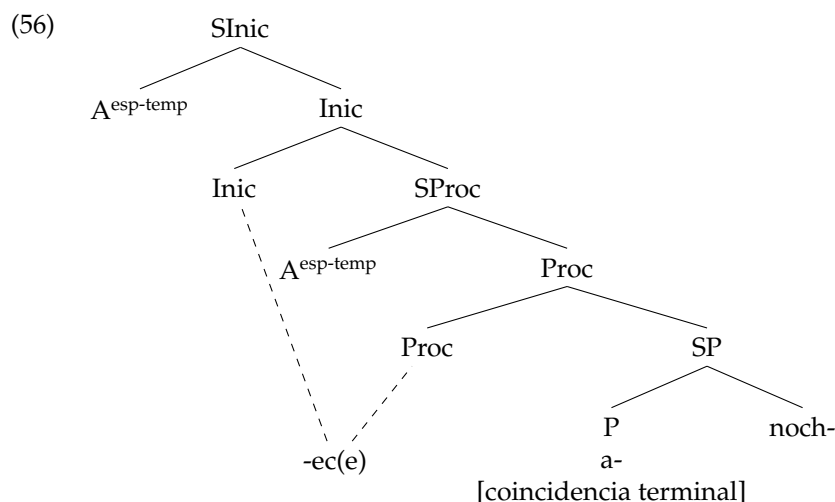 (56)
SInic
A^esp-temp Inic
Inic SProc
A^esp-temp Proc
Proc SP
P noch-
-ec(e) a-
[coincidencia terminal]